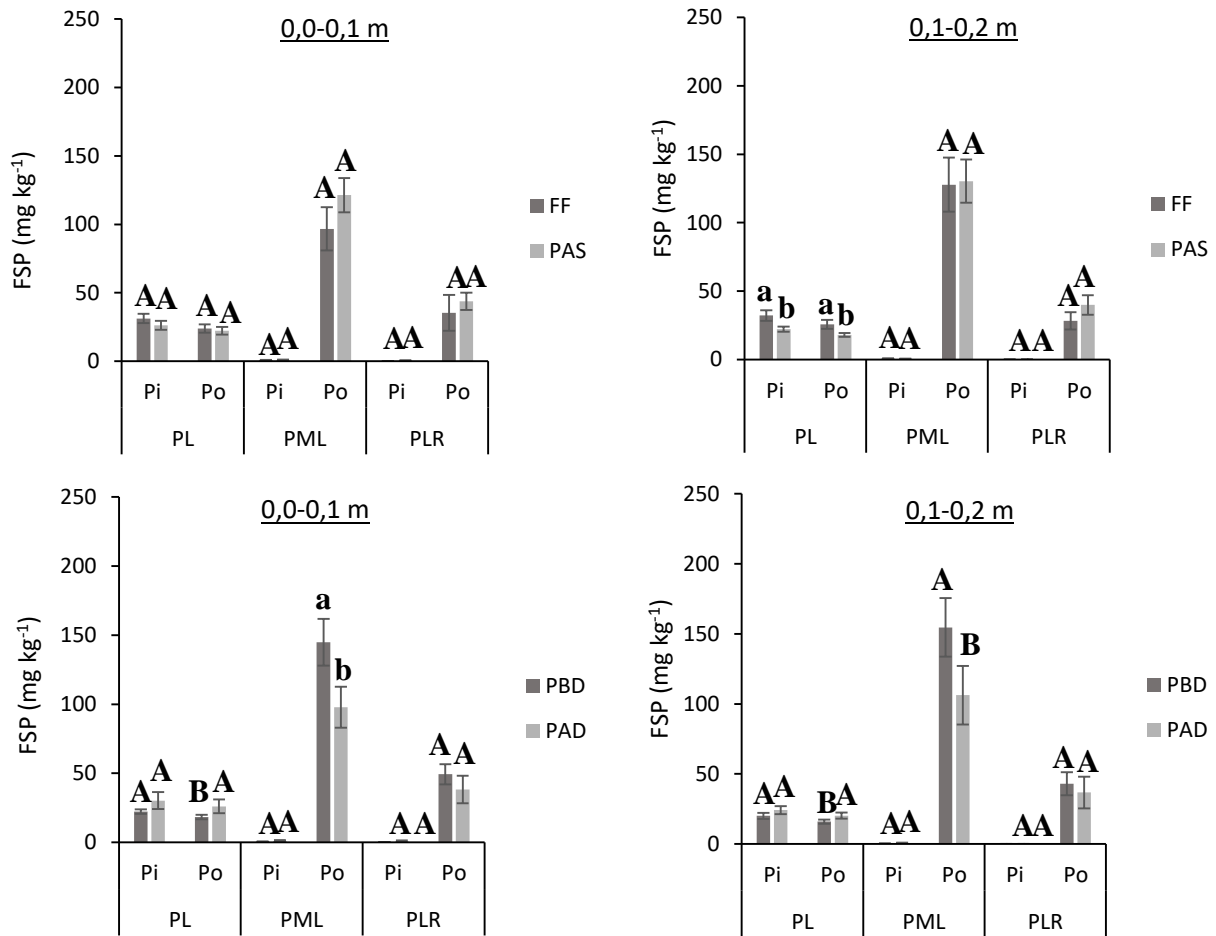 0,0-0,1 m
250
200
150
100
50
0
FSP (mg kg-1)
A A A A AA A A AA AA
Pi Po Pi Po Pi Po
PL PML PLR
FF
PAS
0,1-0,2 m
250
200
150
100
50
0
FSP (mg kg-1)
a b a b AA A A AA A A
Pi Po Pi Po Pi Po
PL PML PLR
FF
PAS
0,0-0,1 m
250
200
150
100
50
0
FSP (mg kg-1)
A A B A AA a b A A A A
Pi Po Pi Po Pi Po
PL PML PLR
PBD
PAD
0,1-0,2 m
250
200
150
100
50
0
FSP (mg kg-1)
AA BA AA A B AA A A
Pi Po Pi Po Pi Po
PL PML PLR
PBD
PAD